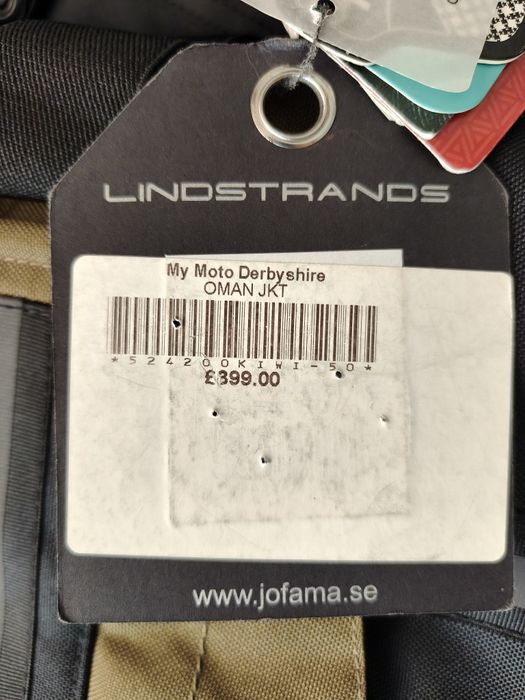 LINDSTRANDS
My Moto Derbyshire
OMAN JKT
*524200KIWI-50*
£399.00
www.jofama.se